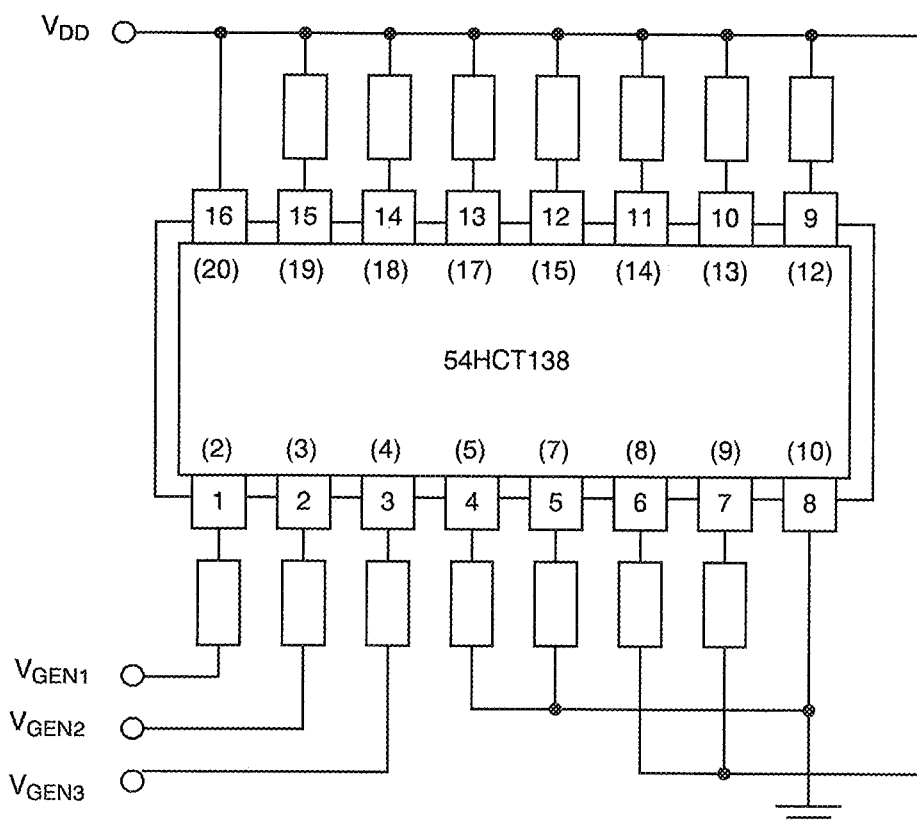 VDD
16 15 14 13 12 11 10 9
(20) (19) (18) (17) (15) (14) (13) (12)
54HCT138
(2) (3) (4) (5) (7) (8) (9) (10)
1 2 3 4 5 6 7 8
VGEN1
VGEN2
VGEN3